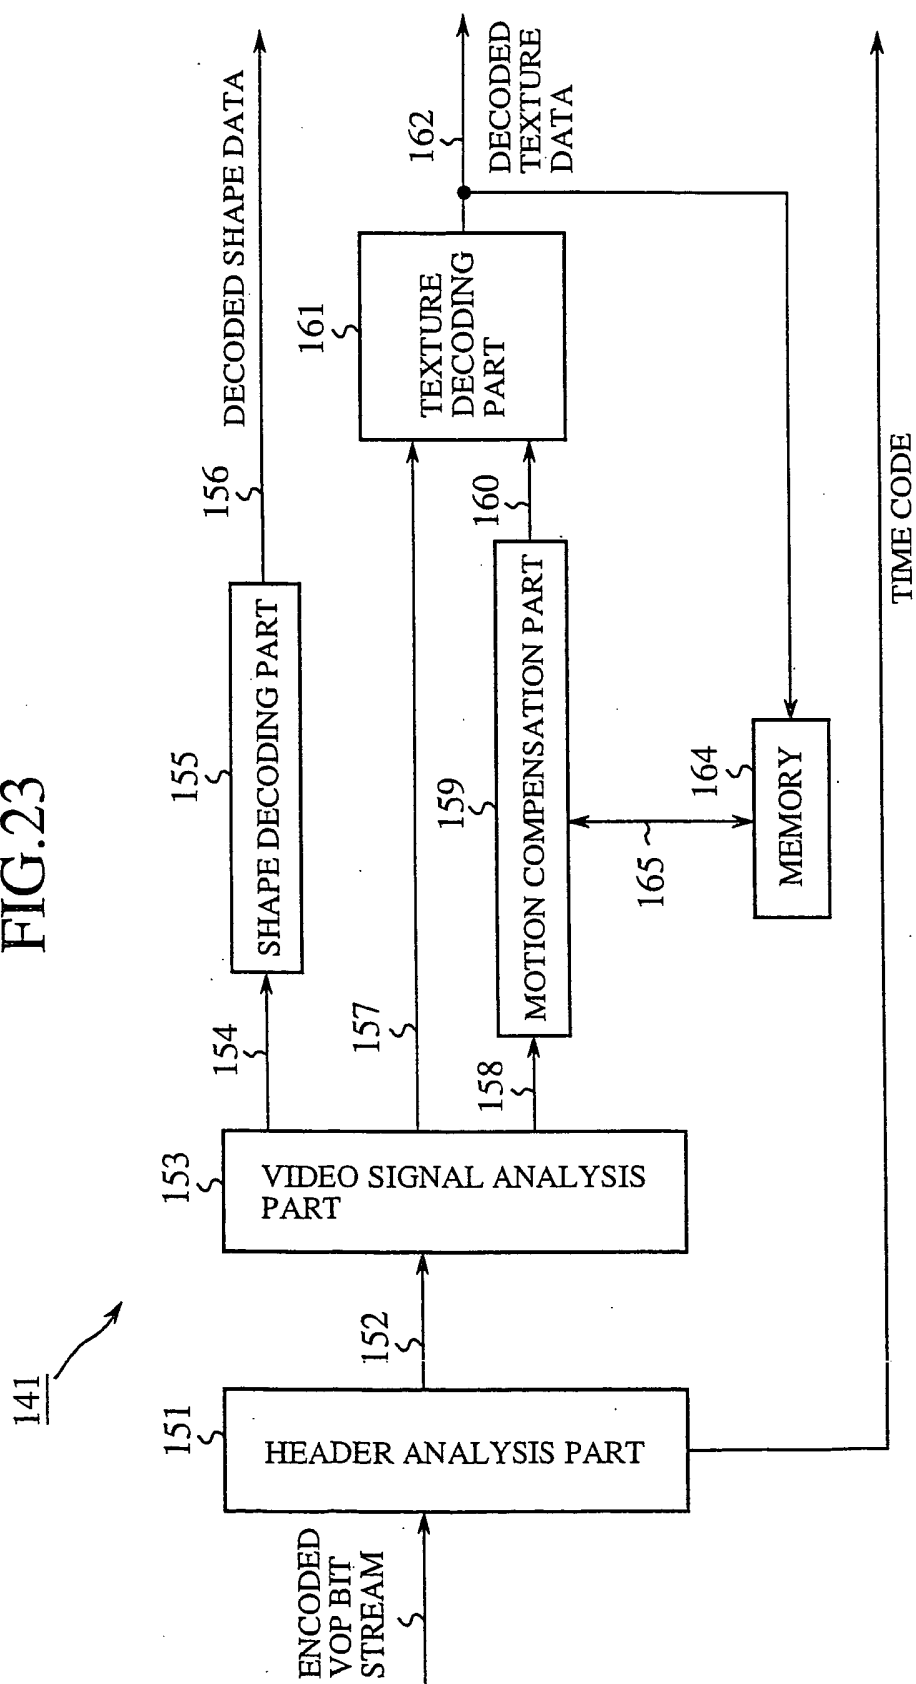 FIG.23
141
ENCODED
VOP BIT
STREAM
151
HEADER ANALYSIS PART
152
153
VIDEO SIGNAL ANALYSIS
PART
154
155
SHAPE DECODING PART
156
DECODED SHAPE DATA
157
158
159
MOTION COMPENSATION PART
160
161
TEXTURE
DECODING
PART
162
DECODED
TEXTURE
DATA
164
MEMORY
165
TIME CODE